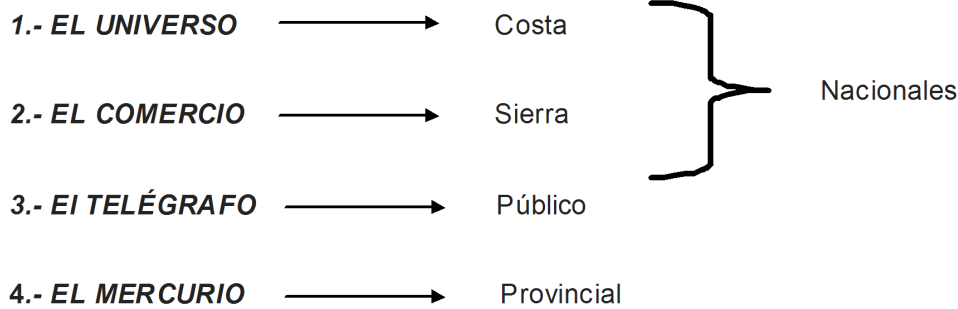 1.- EL UNIVERSO Costa
2.- EL COMERCIO Sierra
Nacionales
3.- El TELÉGRAFO Público
4.- EL MERCURIO Provincial